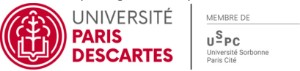 UNIVERSITÉ
PARIS
DESCARTES
MEMBRE DE
USPC
Université Sorbonne
Paris Cité